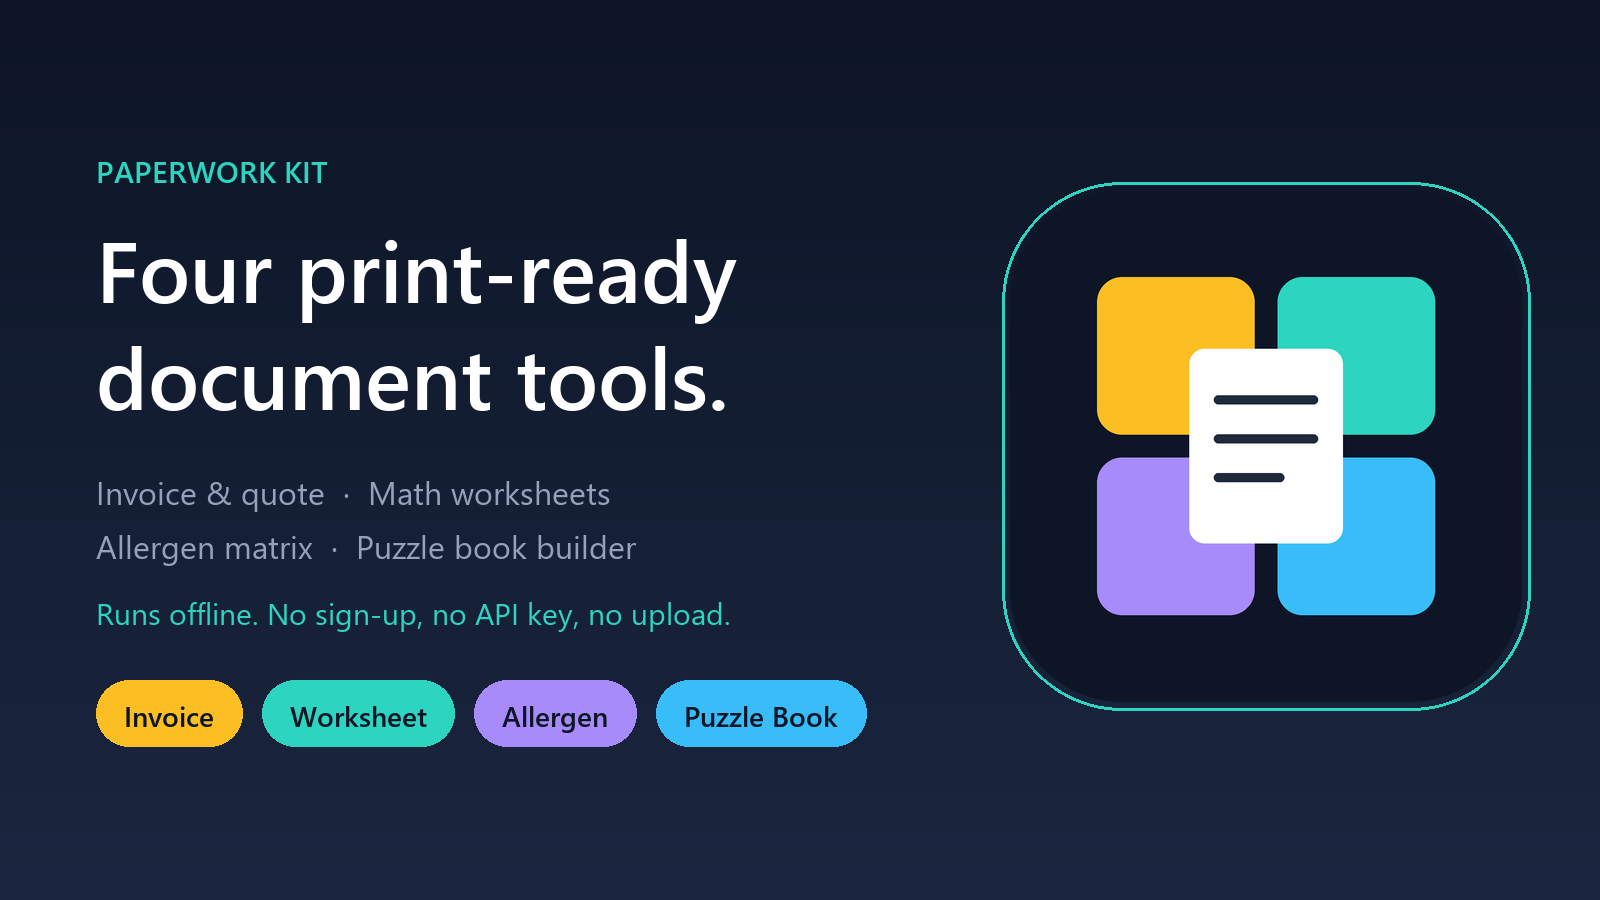 PAPERWORK KIT
Four print-ready
document tools.
Invoice & quote · Math worksheets
Allergen matrix · Puzzle book builder
Runs offline. No sign-up, no API key, no upload.
Invoice Worksheet Allergen Puzzle Book